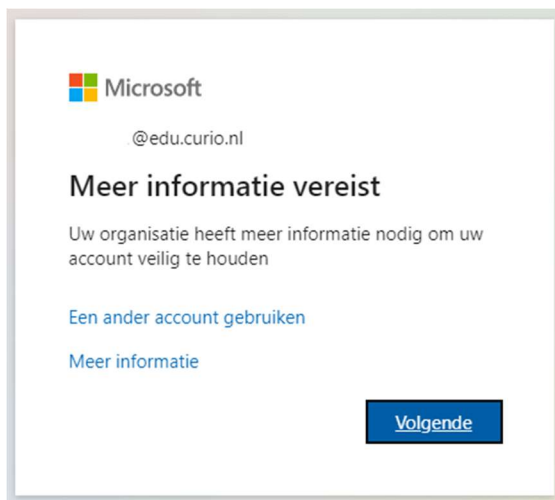 Microsoft
@edu.curio.nl
Meer informatie vereist
Uw organisatie heeft meer informatie nodig om uw
account veilig te houden
Een ander account gebruiken
Meer informatie
Volgende